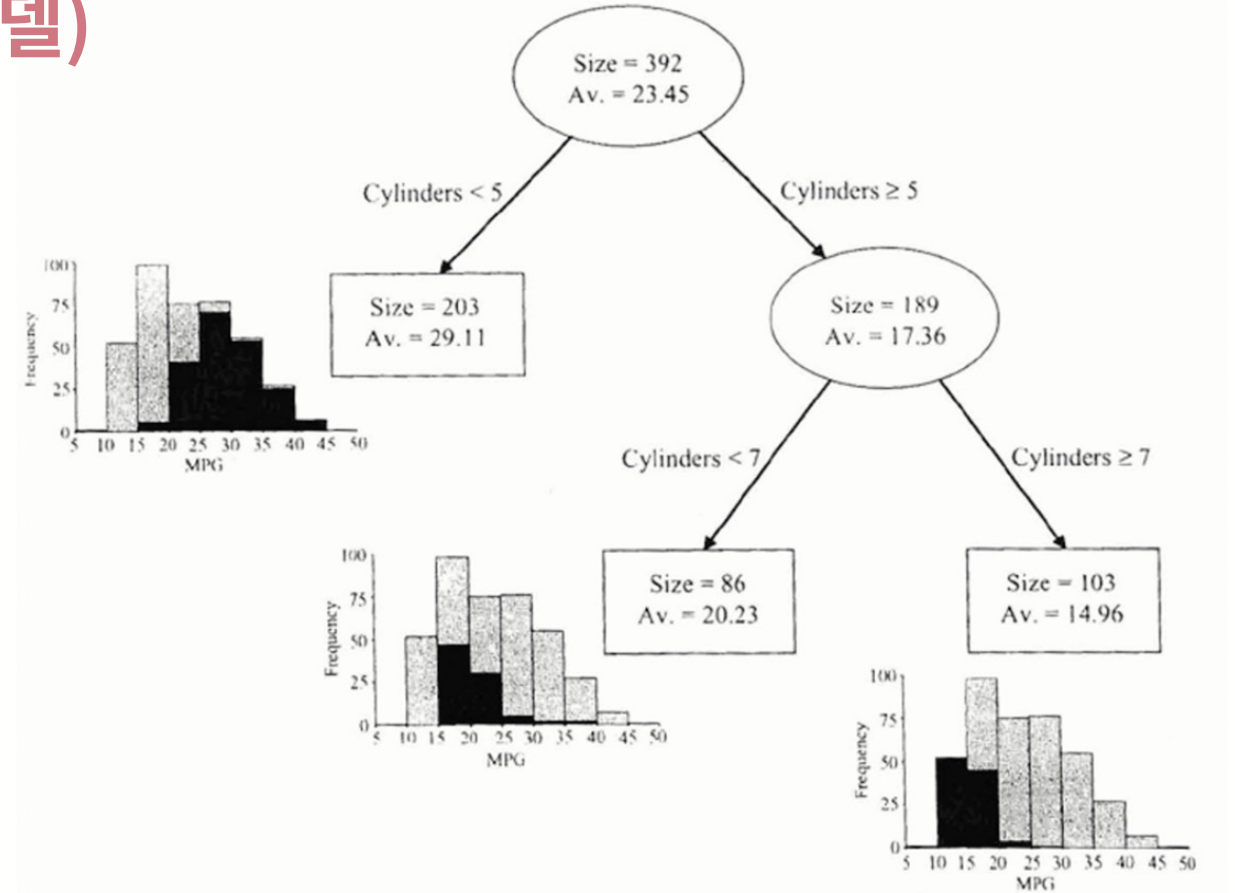 델)
Size = 392
Av. = 23.45
Cylinders < 5
Cylinders ≥ 5
Size = 203
Av. = 29.11
Size = 189
Av. = 17.36
Frequency
100
75
50
25
0
5 10 15 20 25 30 35 40 45 50
MPG
Cylinders < 7
Cylinders ≥ 7
Size = 86
Av. = 20.23
Size = 103
Av. = 14.96
Frequency
100
75
50
25
0
5 10 15 20 25 30 35 40 45 50
MPG
Frequency
100
75
50
25
0
5 10 15 20 25 30 35 40 45 50
MPG